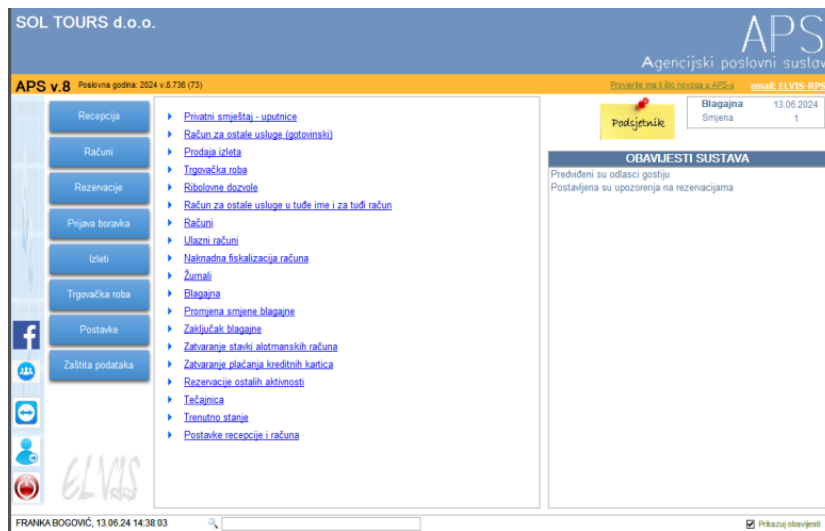 SOL TOURS d.o.o.
APS
Agencijski poslovni sustav
APS v.8 Poslovna godina: 2024 v.8.736 (73)
Provjerite ima li što novoga u APS-u
email: ELVIS-RPS
Recepcija
Računi
Rezervacije
Prijava boravka
Izleti
Trgovačka roba
Postavke
Zaštita podataka
ELVIS
Privatni smještaj - uputnice
Račun za ostale usluge (gotovinski)
Prodaja izleta
Trgovačka roba
Ribolovne dozvole
Račun za ostale usluge u tuđe ime i za tuđi račun
Računi
Ulazni računi
Naknadna fiskalizacija računa
Žurnali
Blagajna
Promjena smjene blagajne
Zaključak blagajne
Zatvaranje stavki alotmanskih računa
Zatvaranje plaćanja kreditnih kartica
Rezervacije ostalih aktivnosti
Tečajnica
Trenutno stanje
Postavke recepcije i računa
Podsjetnik
Blagajna 13.06.2024
Smjena 1
OBAVIJESTI SUSTAVA
Predviđeni su odlasci gostiju
Postavljena su upozorenja na rezervacijama
FRANKA BOGOVIĆ, 13.06.24 14:38:03
Prikazuj obavijesti